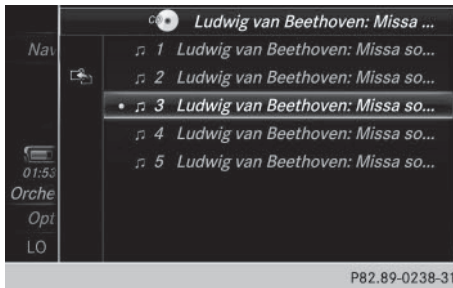 Ludwig van Beethoven: Missa ...
Nav
1 Ludwig van Beethoven: Missa so...
2 Ludwig van Beethoven: Missa so...
3 Ludwig van Beethoven: Missa so...
4 Ludwig van Beethoven: Missa so...
5 Ludwig van Beethoven: Missa so...
01:53
Orche
Opt
LO
P82.89-0238-31